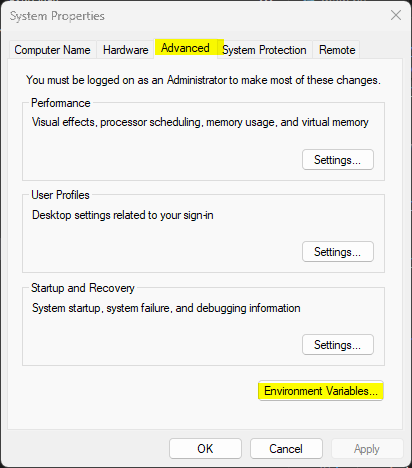 System Properties
Computer Name Hardware Advanced System Protection Remote
You must be logged on as an Administrator to make most of these changes.
Performance
Visual effects, processor scheduling, memory usage, and virtual memory
Settings...
User Profiles
Desktop settings related to your sign-in
Settings...
Startup and Recovery
System startup, system failure, and debugging information
Settings...
Environment Variables...
OK Cancel Apply